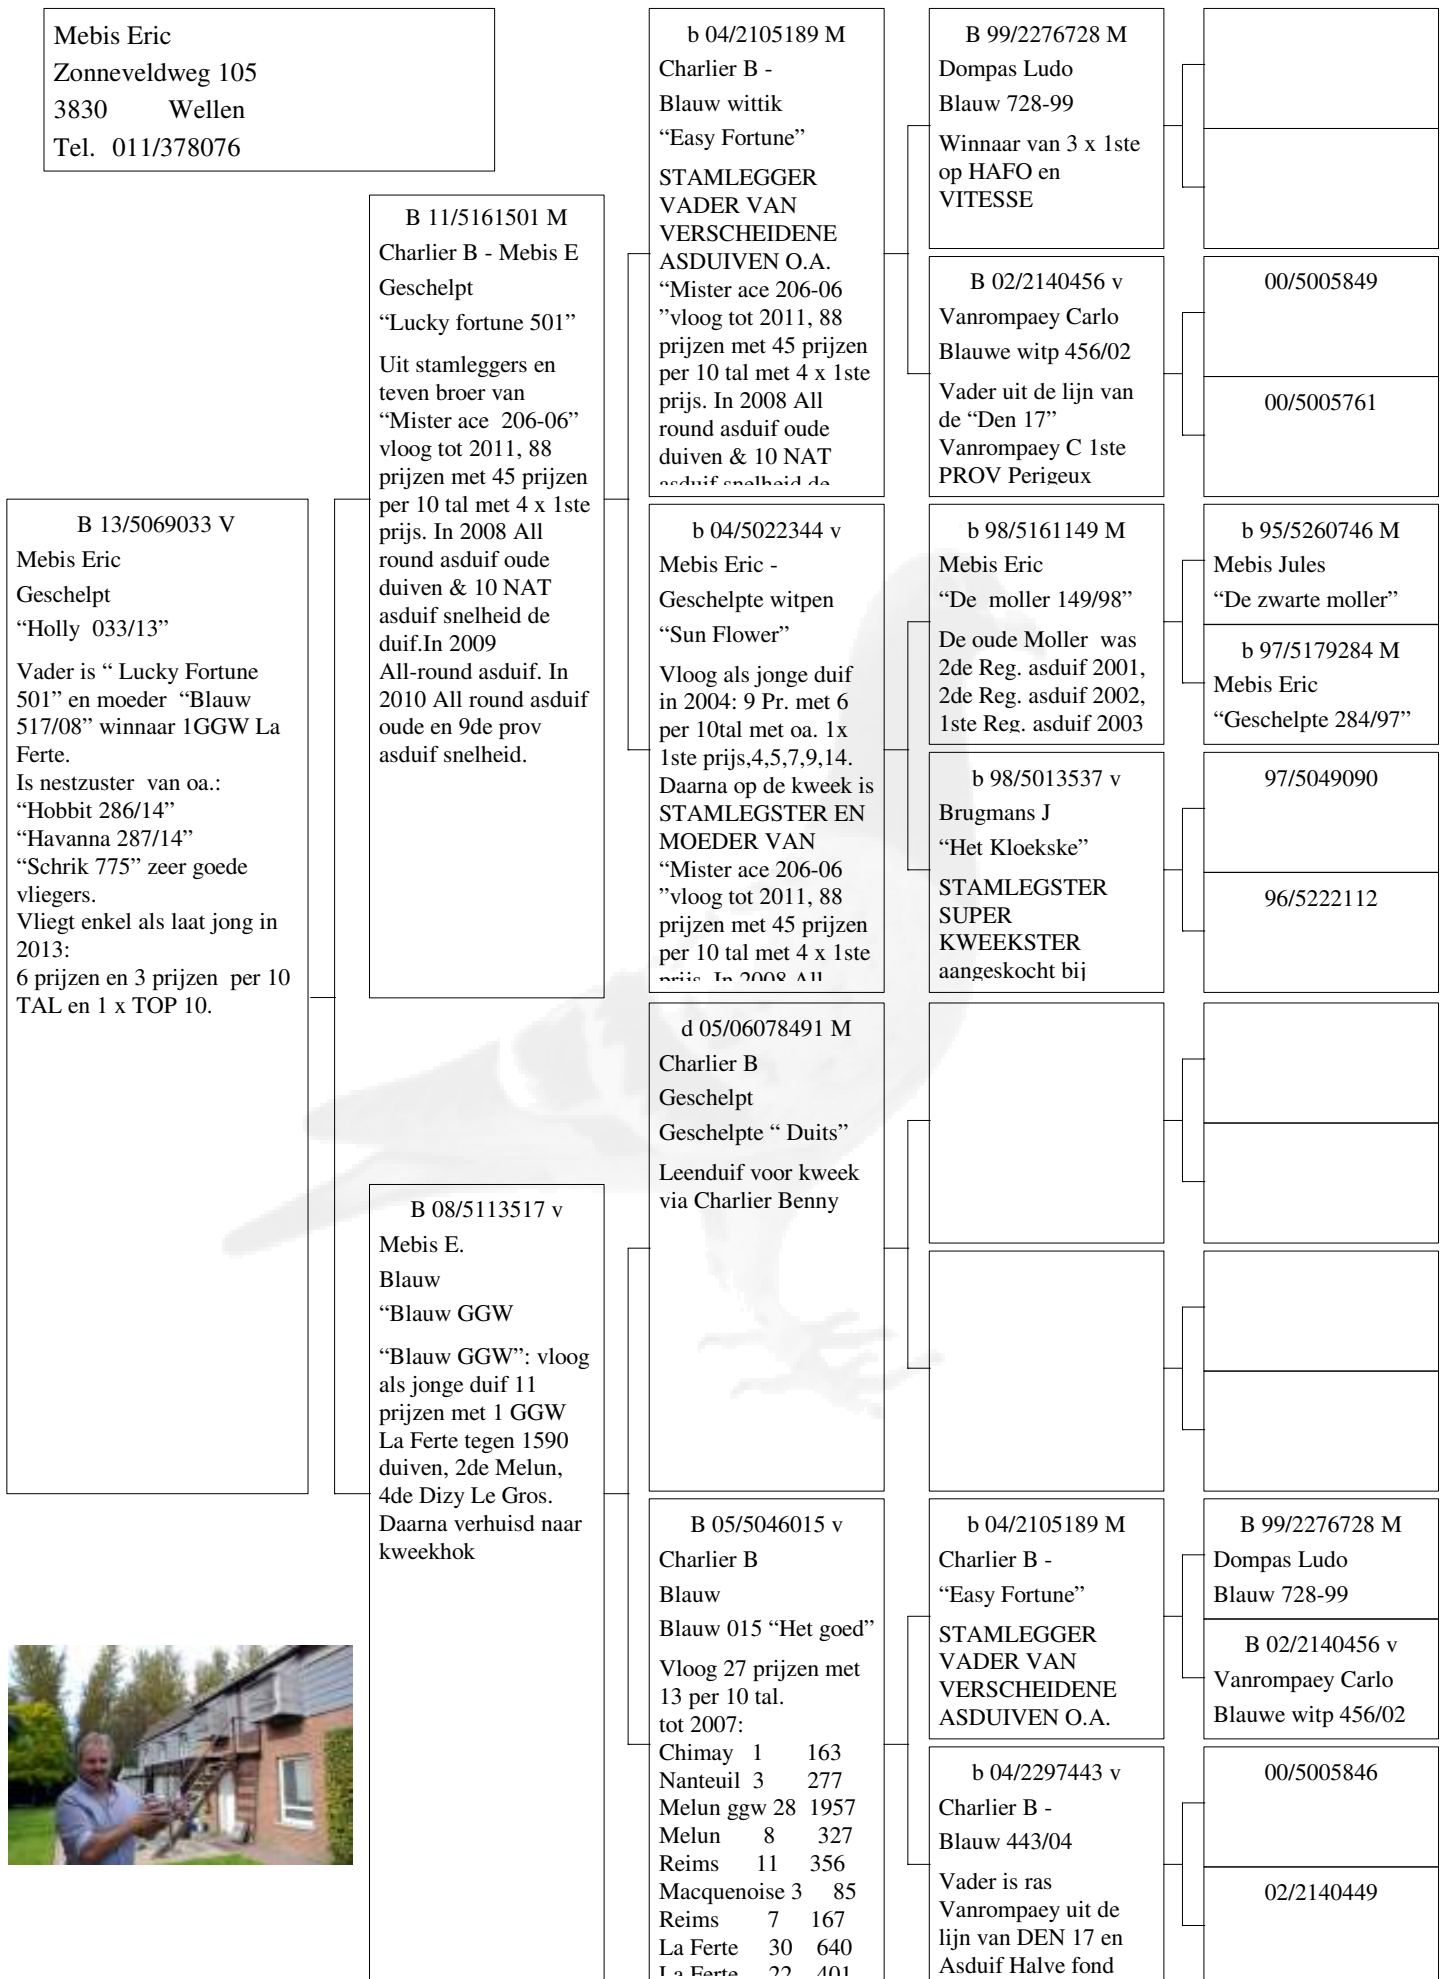 Mebis Eric
Zonneveldweg 105
3830 Wellen
Tel. 011/378076
B 13/5069033 V
Mebis Eric
Geschelpt
“Holly 033/13”
Vader is “ Lucky Fortune
501” en moeder “Blauw
517/08” winnaar 1GGW La
Ferte.
Is nestzuster van oa.:
“Hobbit 286/14”
“Havanna 287/14”
“Schrik 775” zeer goede
vliegers.
Vliegt enkel als laat jong in
2013:
6 prijzen en 3 prijzen per 10
TAL en 1 x TOP 10.
B 11/5161501 M
Charlier B - Mebis E
Geschelpt
“Lucky fortune 501”
Uit stamleggers en
teven broer van
“Mister ace 206-06”
vloog tot 2011, 88
prijzen met 45 prijzen
per 10 tal met 4 x 1ste
prijs. In 2008 All
round asduif oude
duiven & 10 NAT
asduif snelheid de
duif.In 2009
All-round asduif. In
2010 All round asduif
oude en 9de prov
asduif snelheid.
B 08/5113517 v
Mebis E.
Blauw
“Blauw GGW
“Blauw GGW”: vloog
als jonge duif 11
prijzen met 1 GGW
La Ferte tegen 1590
duiven, 2de Melun,
4de Dizy Le Gros.
Daarna verhuisd naar
kweekhok
b 04/2105189 M
Charlier B -
Blauw wittik
“Easy Fortune”
STAMLEGGER
VADER VAN
VERSCHEIDENE
ASDUIVEN O.A.
“Mister ace 206-06
”vloog tot 2011, 88
prijzen met 45 prijzen
per 10 tal met 4 x 1ste
prijs. In 2008 All
round asduif oude
duiven & 10 NAT
asduif snelheid de
b 04/5022344 v
Mebis Eric -
Geschelpte witpen
“Sun Flower”
Vloog als jonge duif
in 2004: 9 Pr. met 6
per 10tal met oa. 1x
1ste prijs,4,5,7,9,14.
Daarna op de kweek is
STAMLEGSTER EN
MOEDER VAN
“Mister ace 206-06
”vloog tot 2011, 88
prijzen met 45 prijzen
per 10 tal met 4 x 1ste
prijs. In 2008 All
d 05/06078491 M
Charlier B
Geschelpt
Geschelpte “ Duits”
Leenduif voor kweek
via Charlier Benny
B 05/5046015 v
Charlier B
Blauw
Blauw 015 “Het goed”
Vloog 27 prijzen met
13 per 10 tal.
tot 2007:
Chimay 1 163
Nanteuil 3 277
Melun ggw 28 1957
Melun 8 327
Reims 11 356
Macquenoise 3 85
Reims 7 167
La Ferte 30 640
La Ferte 22 401
B 99/2276728 M
Dompas Ludo
Blauw 728-99
Winnaar van 3 x 1ste
op HAFO en
VITESSE
B 02/2140456 v
Vanrompaey Carlo
Blauwe witp 456/02
Vader uit de lijn van
de “Den 17”
Vanrompaey C 1ste
PROV Perigeux
b 98/5161149 M
Mebis Eric
“De moller 149/98”
De oude Moller was
2de Reg. asduif 2001,
2de Reg. asduif 2002,
1ste Reg. asduif 2003
b 98/5013537 v
Brugmans J
“Het Kloekske”
STAMLEGSTER
SUPER
KWEEKSTER
aangeskocht bij
b 04/2105189 M
Charlier B -
“Easy Fortune”
STAMLEGGER
VADER VAN
VERSCHEIDENE
ASDUIVEN O.A.
b 04/2297443 v
Charlier B -
Blauw 443/04
Vader is ras
Vanrompaey uit de
lijn van DEN 17 en
Asduif Halve fond
00/5005849
00/5005761
b 95/5260746 M
Mebis Jules
“De zwarte moller”
b 97/5179284 M
Mebis Eric
“Geschelpte 284/97”
97/5049090
96/5222112
B 99/2276728 M
Dompas Ludo
Blauw 728-99
B 02/2140456 v
Vanrompaey Carlo
Blauwe witp 456/02
00/5005846
02/2140449